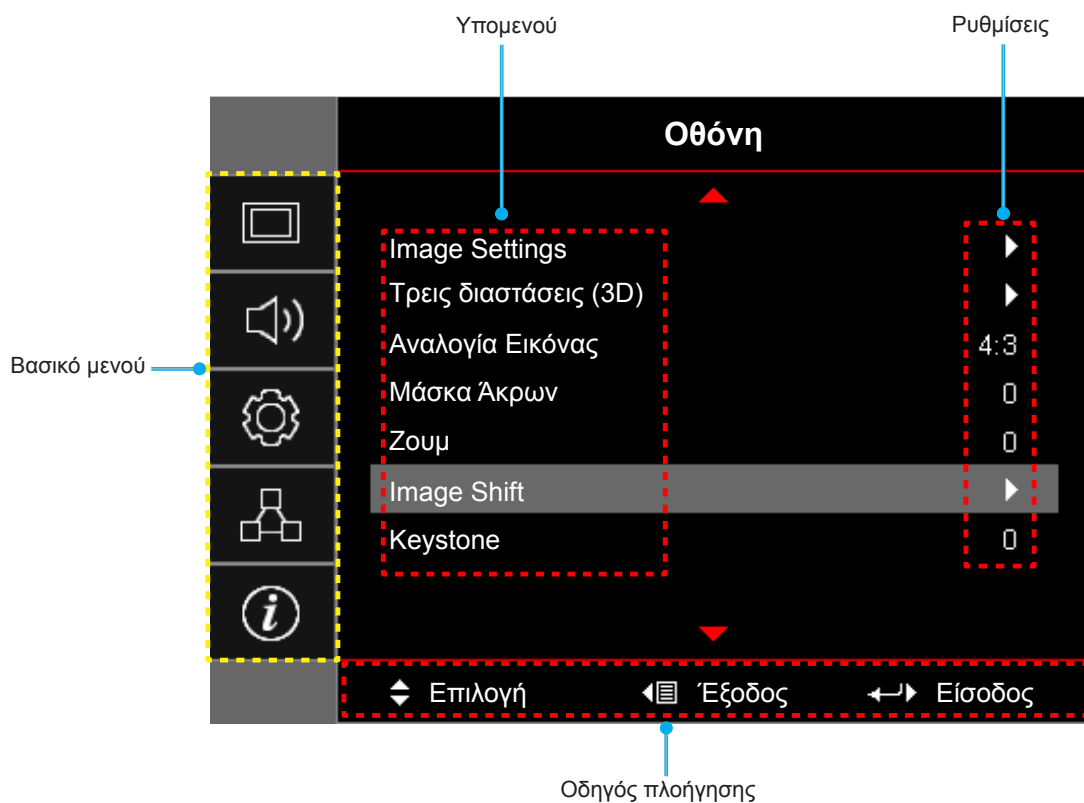 Υπομενού
Ρυθμίσεις
Οθόνη
Βασικό μενού
Image Settings
Τρεις διαστάσεις (3D)
Αναλογία Εικόνας 4:3
Μάσκα Άκρων 0
Ζουμ 0
Image Shift
Keystone 0
i
Επιλογή Έξοδος Είσοδος
Οδηγός πλοήγησης